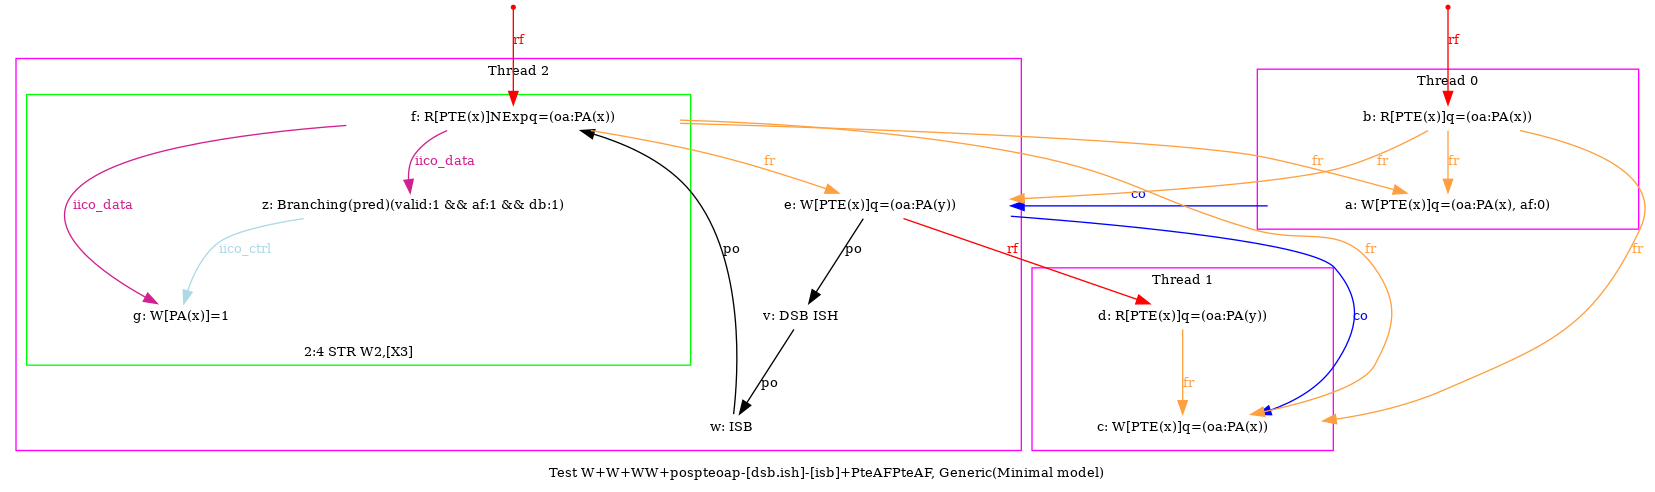 rf
rf
Thread 2
Thread 0
f: R[PTE(x)]NExpq=(oa:PA(x))
b: R[PTE(x)]q=(oa:PA(x))
iico_data
fr
fr
fr
fr
iico_data
z: Branching(pred)(valid:1 && af:1 && db:1)
e: W[PTE(x)]q=(oa:PA(y))
co
a: W[PTE(x)]q=(oa:PA(x), af:0)
iico_ctrl
po
po
rf
fr
fr
Thread 1
g: W[PA(x)]=1
v: DSB ISH
d: R[PTE(x)]q=(oa:PA(y))
co
2:4 STR W2,[X3]
po
fr
w: ISB
c: W[PTE(x)]q=(oa:PA(x))
Test W+W+WW+pospteoap-[dsb.ish]-[isb]+PteAFPteAF, Generic(Minimal model)